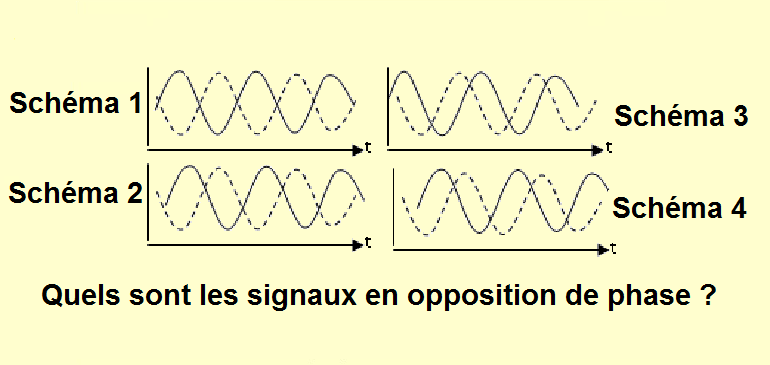 Schéma 1
t
Schéma 3
t
Schéma 2
t
Schéma 4
t
Quels sont les signaux en opposition de phase ?